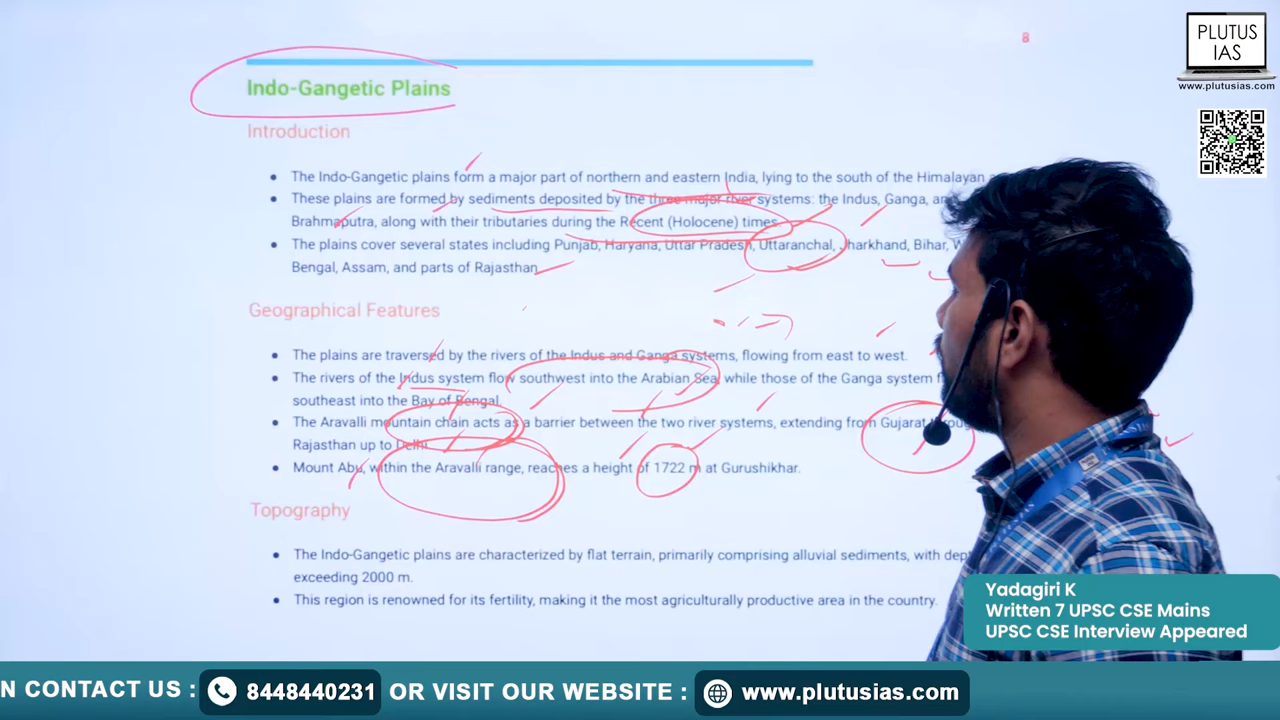 8
PLUTUS
IAS
www.plutusias.com
Indo-Gangetic Plains
Introduction
The Indo-Gangetic plains form a major part of northern and eastern India, lying to the south of the Himalayan
These plains are formed by sediments deposited by the three major river systems: the Indus, Ganga,
Brahmaputra, along with their tributaries during the Recent (Holocene) times.
The plains cover several states including Punjab, Haryana, Uttar Pradesh, Uttaranchal, Jharkhand, Bihar,
Bengal, Assam, and parts of Rajasthan
Geographical Features
The plains are traversed by the rivers of the Indus and Ganga systems, flowing from east to west.
The rivers of the Indus system flow southwest into the Arabian Sea, while those of the Ganga system
southeast into the Bay of Bengal.
The Aravalli mountain chain acts as a barrier between the two river systems, extending from Gujarat
Rajasthan up to Delhi
Mount Abu, within the Aravalli range, reaches a height of 1722 m at Gurushikhar.
Topography
The Indo-Gangetic plains are characterized by flat terrain, primarily comprising alluvial sediments, with
exceeding 2000 m.
This region is renowned for its fertility, making it the most agriculturally productive area in the country.
Yadagiri K
Written 7 UPSC CSE Mains
UPSC CSE Interview Appeared
N CONTACT US : 8448440231 OR VISIT OUR WEBSITE : www.plutusias.com